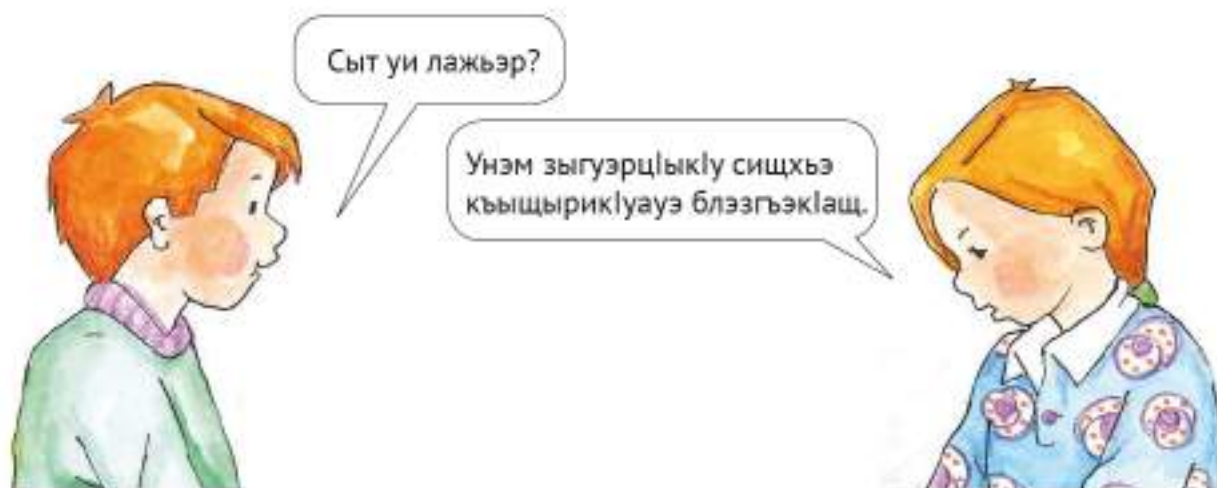 Сыт уи лажьэр?
Унэм зыгуэрцӀыкӀу сищхьэ
къыщырикӀуауэ блэзгъэкӀащ.